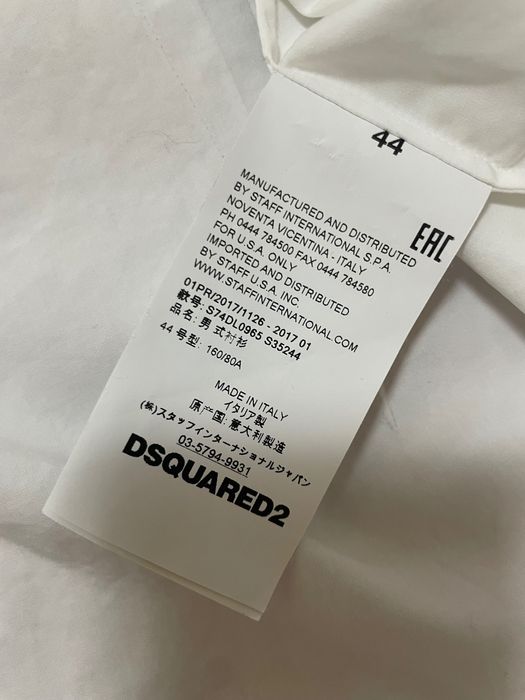 44
EAC
MANUFACTURED AND DISTRIBUTED
BY STAFF INTERNATIONAL S.P.A.
NOVENTA VICENTINA - ITALY
PH 0444 784500 FAX 0444 784580
FOR U.S.A. ONLY
IMPORTED AND DISTRIBUTED
BY STAFF U.S.A. INC.
WWW.STAFFINTERNATIONAL.COM
01PR/2017/1126 - 2017 01
款号: S74DL0965 S35244
品名: 男 式衬衫
44 号型: 160/80A
MADE IN ITALY
イタリア製
原产国: 意大利製造
(株)スタッフインターナショナルジャパン
03-5794-9931
DSQUARED2